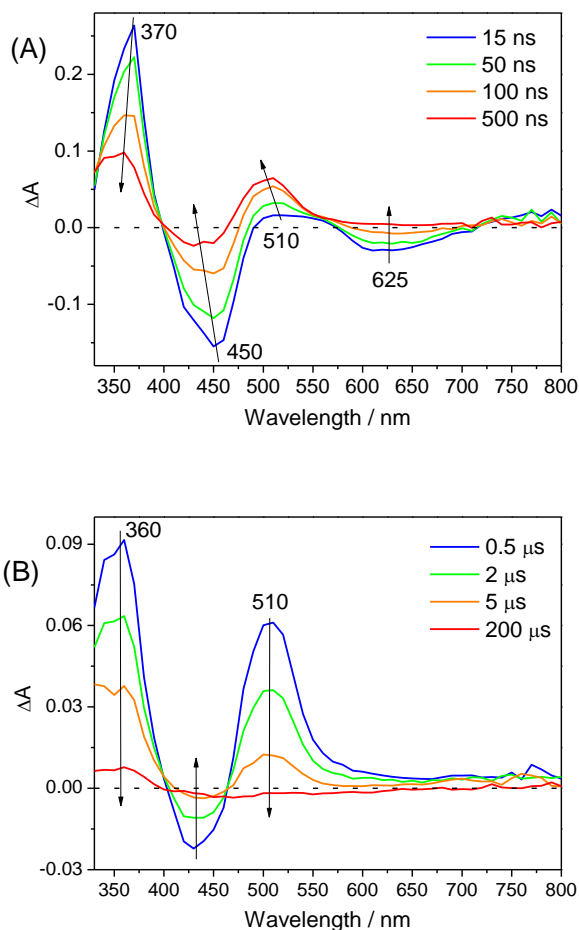 (A)
370
15 ns
50 ns
100 ns
500 ns
0.2
0.1
0.0
-0.1
ΔA
510
625
450
350 400 450 500 550 600 650 700 750 800
Wavelength / nm
(B)
360
0.5 μs
2 μs
5 μs
200 μs
510
0.09
0.06
0.03
0.00
-0.03
ΔA
350 400 450 500 550 600 650 700 750 800
Wavelength / nm